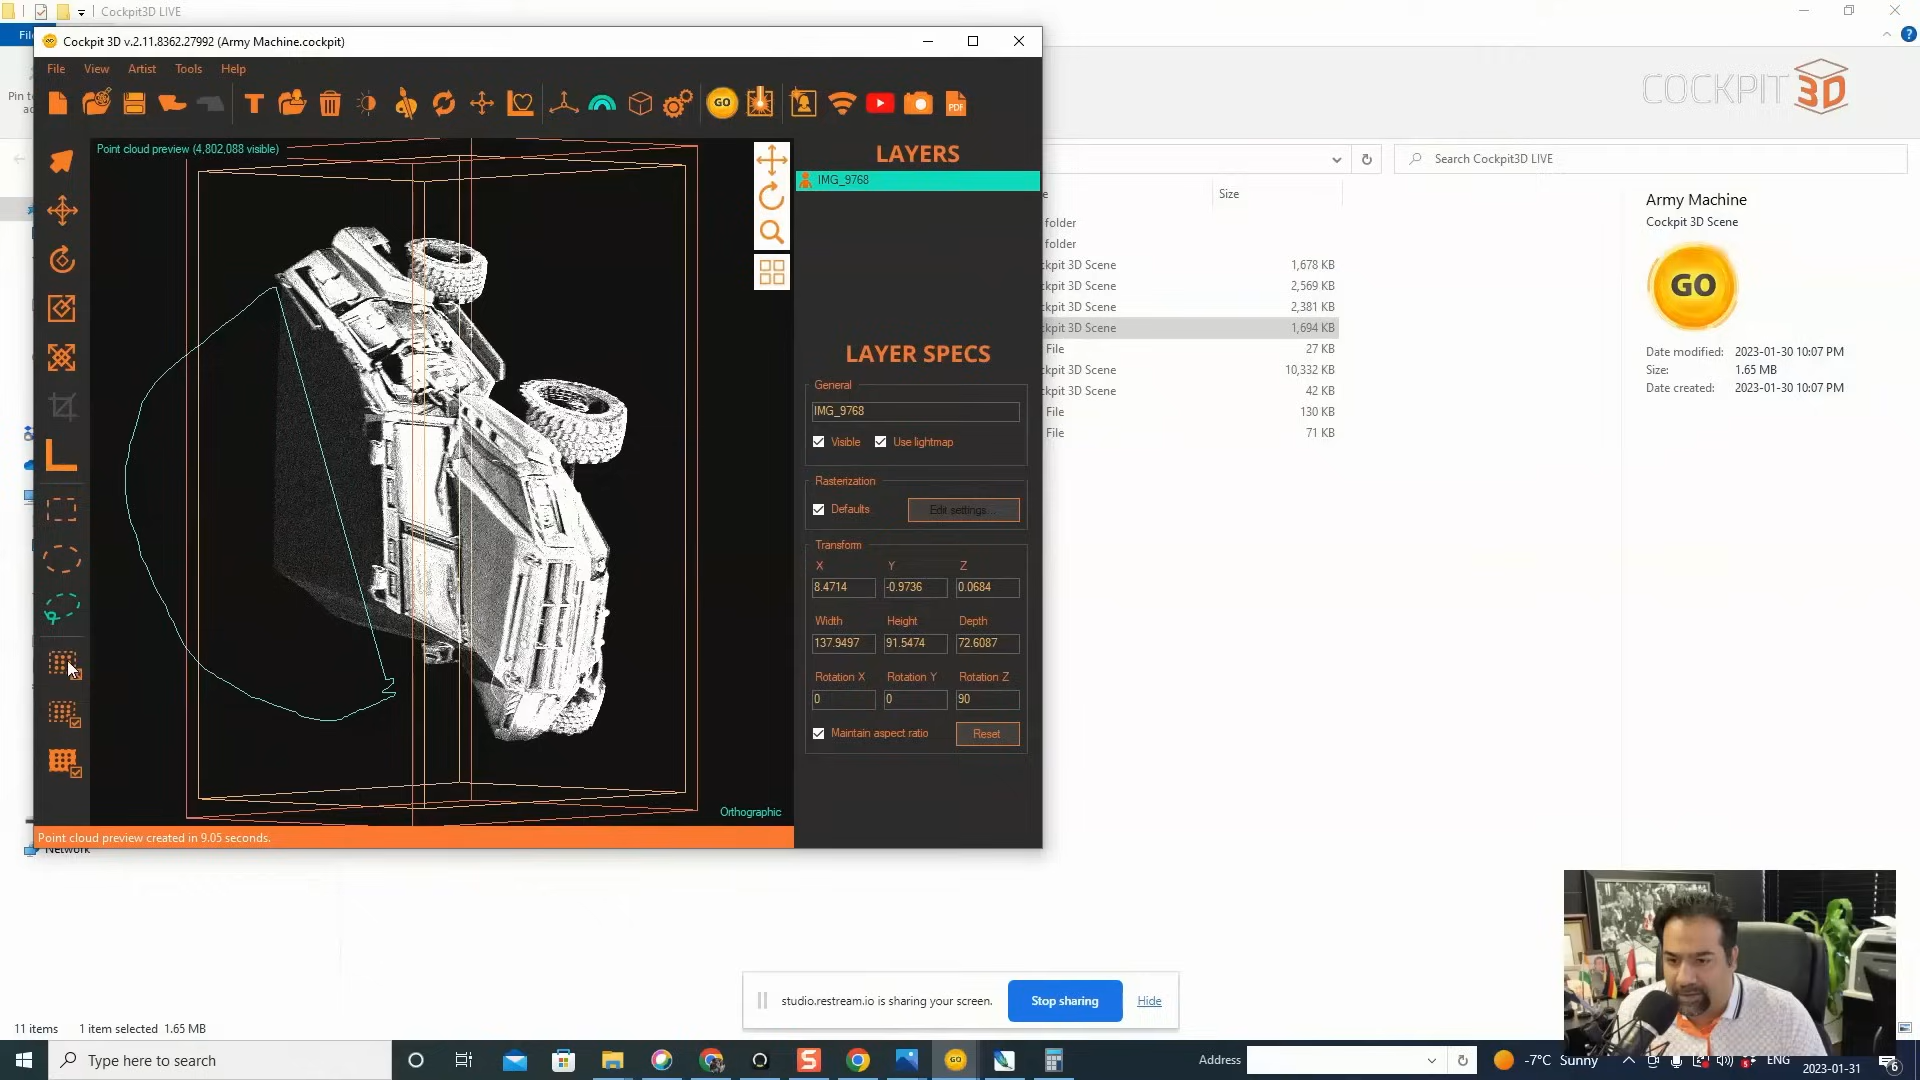 Cockpit3D LIVE
Cockpit 3D v.2.11.8362.27992 (Army Machine.cockpit)
File View Artist Tools Help
GO
PDF
Point cloud preview (4,802,088 visible)
LAYERS
IMG_9768
LAYER SPECS
General
IMG_9768
Visible Use lightmap
Rasterization
Defaults Edit settings...
Transform
X Y Z
8.4714 -0.9736 0.0684
Width Height Depth
137.9497 91.5474 72.6087
Rotation X Rotation Y Rotation Z
0 0 90
Maintain aspect ratio Reset
Orthographic
Point cloud preview created in 9.05 seconds.
Network
COCKPIT 3D
Search Cockpit3D LIVE
Size
folder
folder
ckpit 3D Scene 1,678 KB
ckpit 3D Scene 2,569 KB
ckpit 3D Scene 2,381 KB
ckpit 3D Scene 1,694 KB
File 27 KB
ckpit 3D Scene 10,332 KB
ckpit 3D Scene 42 KB
File 130 KB
File 71 KB
Army Machine
Cockpit 3D Scene
GO
Date modified: 2023-01-30 10:07 PM
Size: 1.65 MB
Date created: 2023-01-30 10:07 PM
studio.restream.io is sharing your screen. Stop sharing Hide
11 items 1 item selected 1.65 MB
Type here to search
GO
Address
-7°C Sunny
ENG
2023-01-31
6